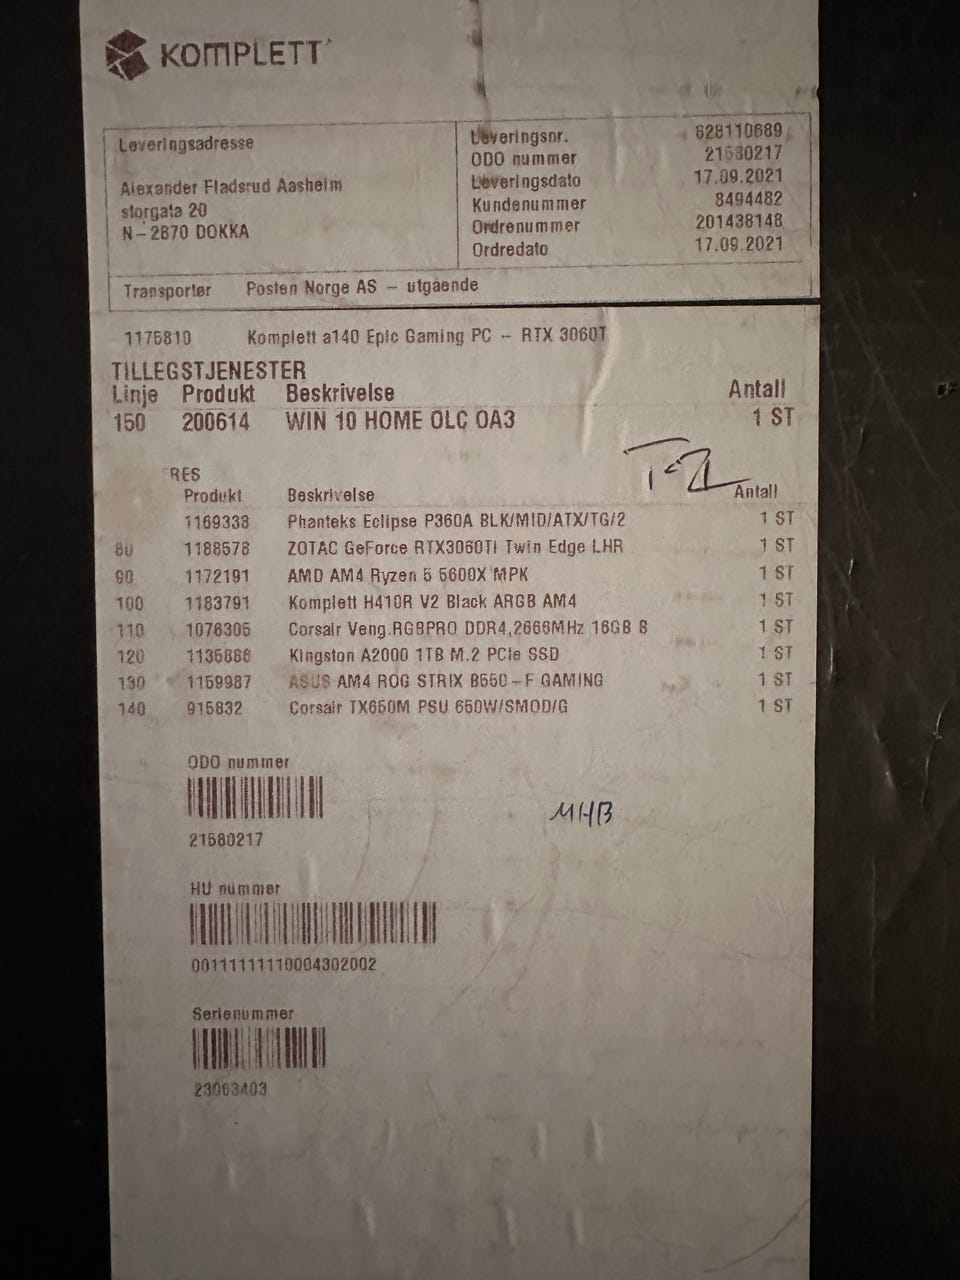 KOMPLETT
Leveringsadresse
Alexander Fladsrud Aasheim
storgata 20
N-2870 DOKKA
Leveringsnr. 628110689
ODO nummer 21580217
Leveringsdato 17.09.2021
Kundenummer 8494482
Ordrenummer 201438148
Ordredato 17.09.2021
Transportør Posten Norge AS - utgående
1175810 Komplett a140 Epic Gaming PC - RTX 3060T
TILLEGSTJENESTER
Linje Produkt Beskrivelse Antall
150 200614 WIN 10 HOME OLC OA3 1 ST
RES
Produkt Beskrivelse Antall
1169338 Phanteks Eclipse P360A BLK/MID/ATX/TG/2 1 ST
80 1188578 ZOTAC GeForce RTX3060TI Twin Edge LHR 1 ST
90 1172191 AMD AM4 Ryzen 5 5600X MPK 1 ST
100 1183791 Komplett H410R V2 Black ARGB AM4 1 ST
110 1076305 Corsair Veng.RGBPRO DDR4,2666MHz 16GB 8 1 ST
120 1135886 Kingston A2000 1TB M.2 PCIe SSD 1 ST
130 1159987 ASUS AM4 ROG STRIX B550-F GAMING 1 ST
140 915832 Corsair TX650M PSU 650W/SMOD/G 1 ST
ODO nummer
21580217
MHB
HU nummer
00111111110004302002
Serienummer
23063403